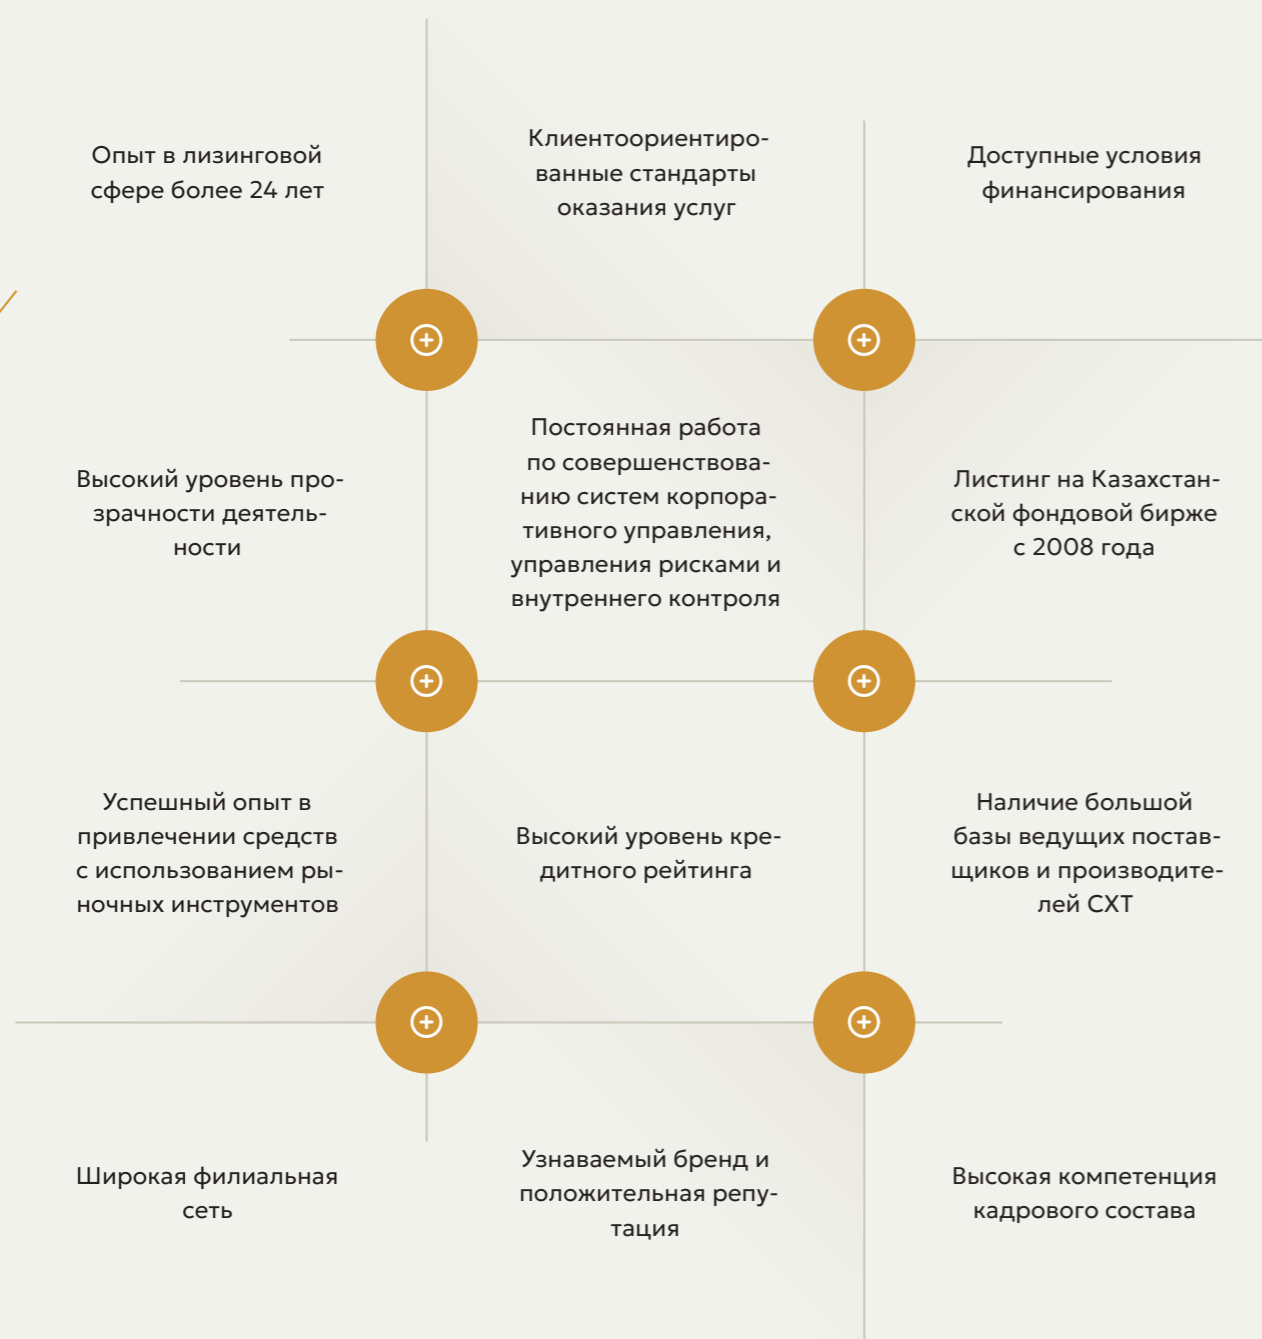 Опыт в лизинговой
сфере более 24 лет
Клиентоориентиро-
ванные стандарты
оказания услуг
Доступные условия
финансирования
Высокий уровень про-
зрачности деятель-
ности
Постоянная работа
по совершенствова-
нию систем корпора-
тивного управления,
управления рисками и
внутреннего контроля
Листинг на Казахстан-
ской фондовой бирже
с 2008 года
Успешный опыт в
привлечении средств
с использованием ры-
ночных инструментов
Высокий уровень кре-
дитного рейтинга
Наличие большой
базы ведущих постав-
щиков и производите-
лей СХТ
Широкая филиальная
сеть
Узнаваемый бренд и
положительная репу-
тация
Высокая компетенция
кадрового состава